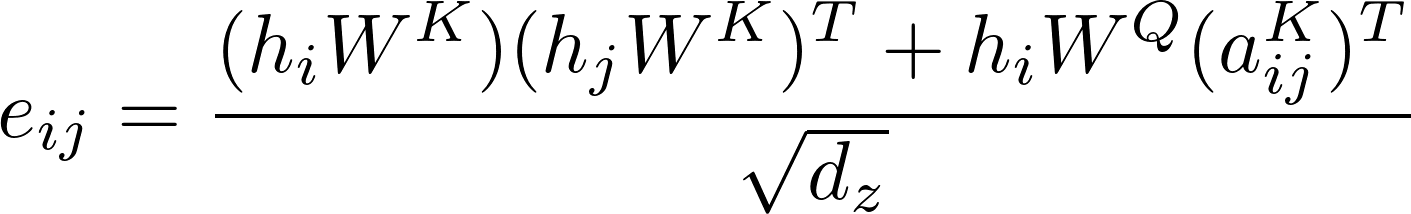 e_{ij} = \frac{(h_i W^K)(h_j W^K)^T + h_i W^Q (a_{ij}^K)^T}{\sqrt{d_z}}